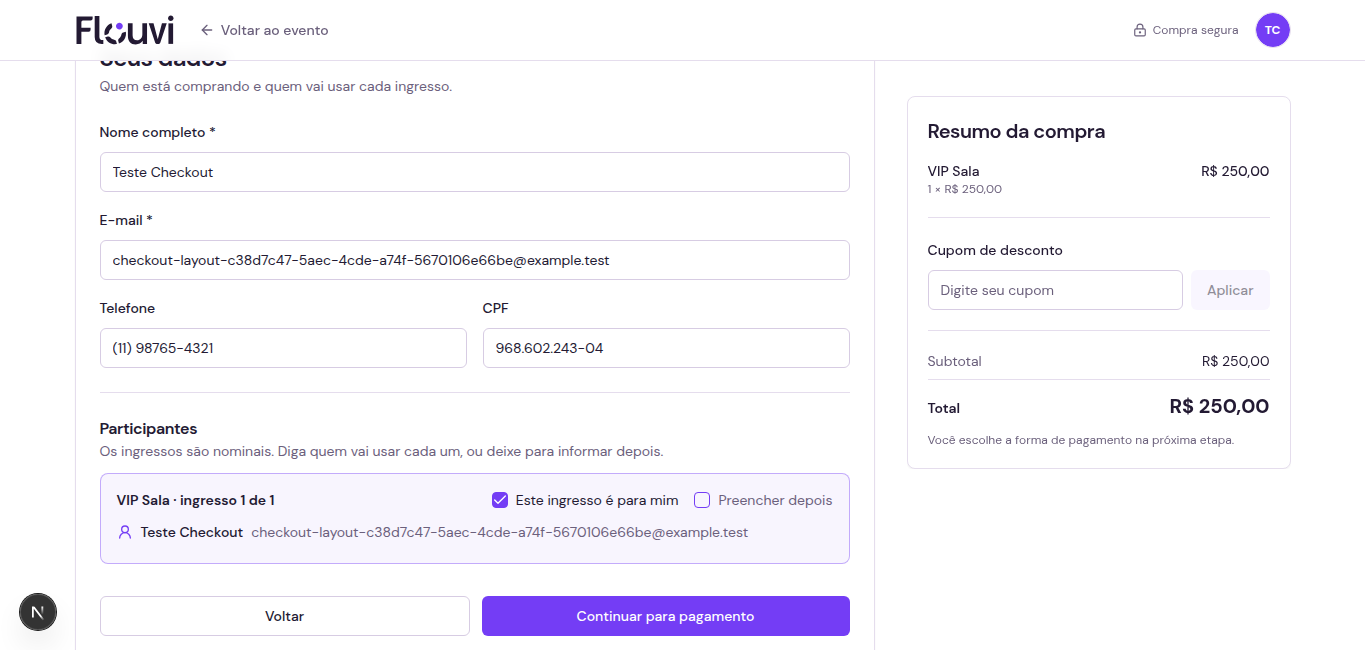 Flouvi
Voltar ao evento
Compra segura
TC
Seus dados
Quem está comprando e quem vai usar cada ingresso.
Nome completo *
Teste Checkout
E-mail *
checkout-layout-c38d7c47-5aec-4cde-a74f-5670106e66be@example.test
Telefone
CPF
(11) 98765-4321
968.602.243-04
Participantes
Os ingressos são nominais. Diga quem vai usar cada um, ou deixe para informar depois.
VIP Sala · ingresso 1 de 1
Este ingresso é para mim
Preencher depois
Teste Checkout checkout-layout-c38d7c47-5aec-4cde-a74f-5670106e66be@example.test
Voltar
Continuar para pagamento
N
Resumo da compra
VIP Sala R$ 250,00
1 × R$ 250,00
Cupom de desconto
Digite seu cupom
Aplicar
Subtotal R$ 250,00
Total R$ 250,00
Você escolhe a forma de pagamento na próxima etapa.